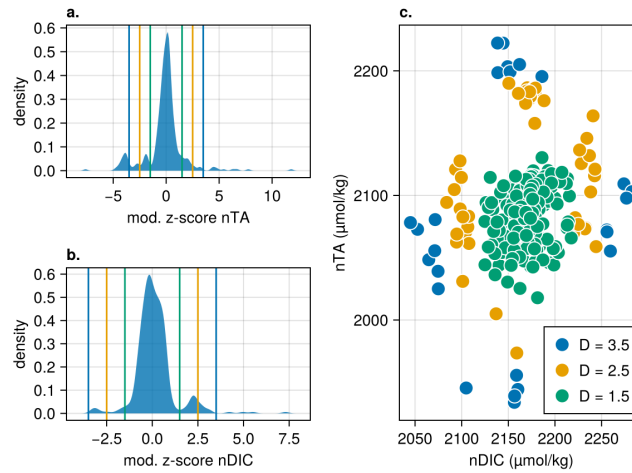 a.
0.6
0.5
0.4
0.3
0.2
0.1
0.0
density
−5
0
5
10
mod. z-score nTA
b.
0.6
0.5
0.4
0.3
0.2
0.1
0.0
density
−2.5
0.0
2.5
5.0
7.5
mod. z-score nDIC
c.
2200
2100
2000
nTA (μmol/kg)
2050
2100
2150
2200
2250
nDIC (μmol/kg)
D = 3.5
D = 2.5
D = 1.5